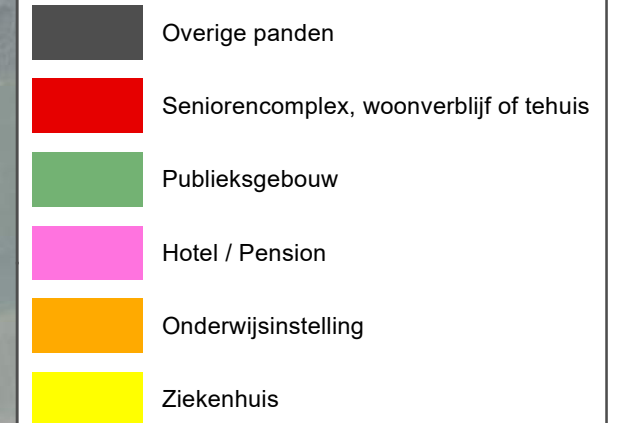 Overige panden
Seniorencomplex, woonverblijf of tehuis
Publieksgebouw
Hotel / Pension
Onderwijsinstelling
Ziekenhuis